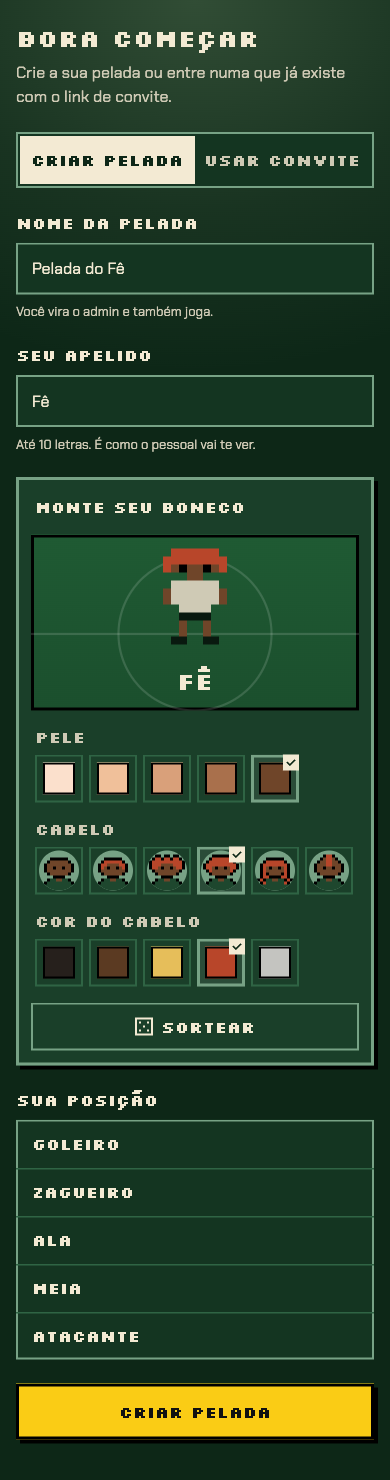 BORA COMEÇAR
Crie a sua pelada ou entre numa que já existe
com o link de convite.
CRIAR PELADA
USAR CONVITE
NOME DA PELADA
Pelada do Fê
Você vira o admin e também joga.
SEU APELIDO
Fê
Até 10 letras. É como o pessoal vai te ver.
MONTE SEU BONECO
FÊ
PELE
CABELO
COR DO CABELO
SORTEAR
SUA POSIÇÃO
GOLEIRO
ZAGUEIRO
ALA
MEIA
ATACANTE
CRIAR PELADA